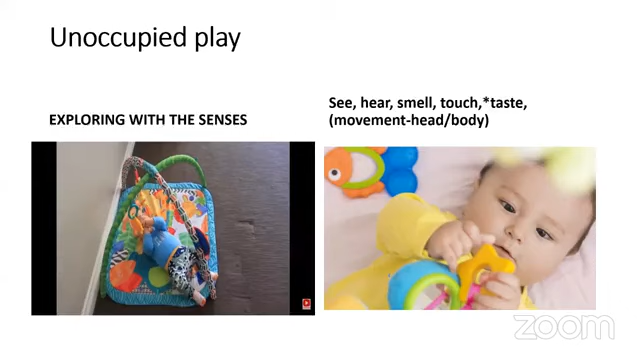 Unoccupied play
EXPLORING WITH THE SENSES
See, hear, smell, touch,*taste,
(movement-head/body)
zoom